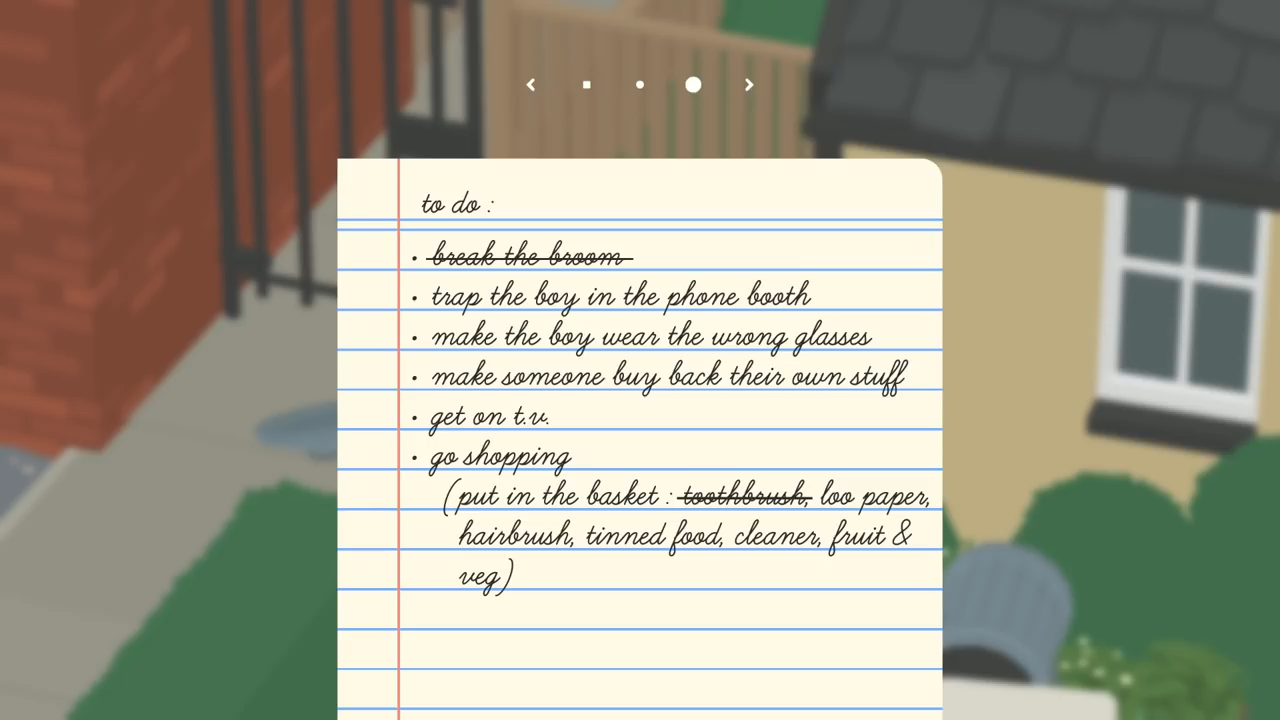 to do :
• break the broom
• trap the boy in the phone booth
• make the boy wear the wrong glasses
• make someone buy back their own stuff
• get on t.v.
• go shopping
(put in the basket : toothbrush, loo paper,
hairbrush, tinned food, cleaner, fruit &
veg)